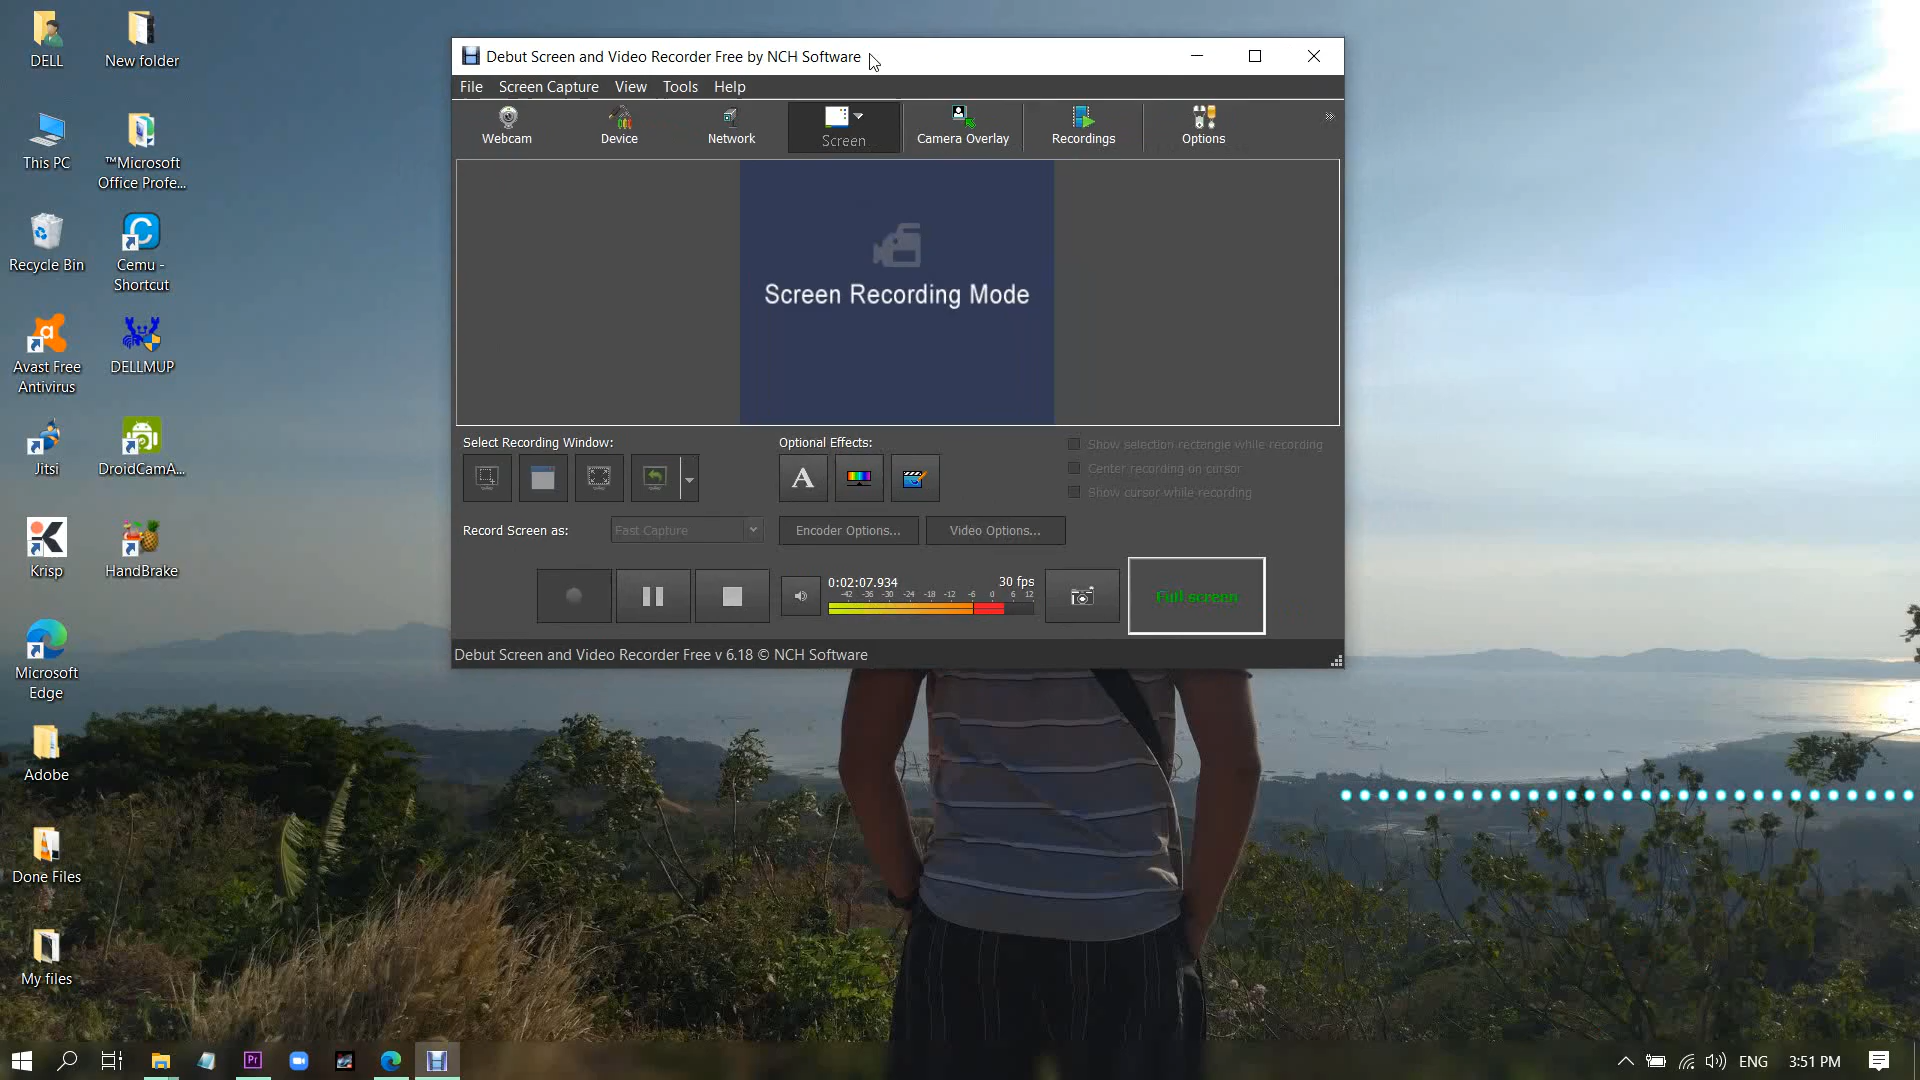 DELL
New folder
This PC
™Microsoft
Office Profe...
Recycle Bin
Cemu -
Shortcut
Avast Free
Antivirus
DELLMUP
Jitsi
DroidCamA...
Krisp
HandBrake
Microsoft
Edge
Adobe
Done Files
My files
Debut Screen and Video Recorder Free by NCH Software
File Screen Capture View Tools Help
Webcam Device Network Screen Camera Overlay Recordings Options
Screen Recording Mode
Select Recording Window:
Optional Effects:
Show selection rectangle while recording
Center recording on cursor
Show cursor while recording
Record Screen as: Fast Capture Encoder Options... Video Options...
0:02:07.934 30 fps
-42 -36 -30 -24 -18 -12 -6 0 6 12
Full screen
Debut Screen and Video Recorder Free v 6.18 © NCH Software
Pr
ENG 3:51 PM